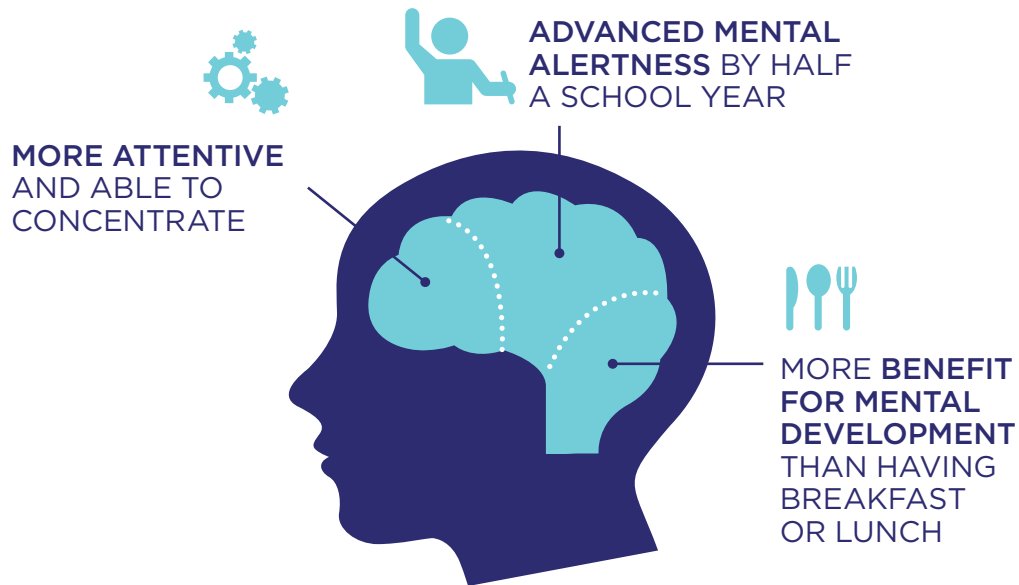 ADVANCED MENTAL
ALERTNESS BY HALF
A SCHOOL YEAR
MORE ATTENTIVE
AND ABLE TO
CONCENTRATE
MORE BENEFIT
FOR MENTAL
DEVELOPMENT
THAN HAVING
BREAKFAST
OR LUNCH